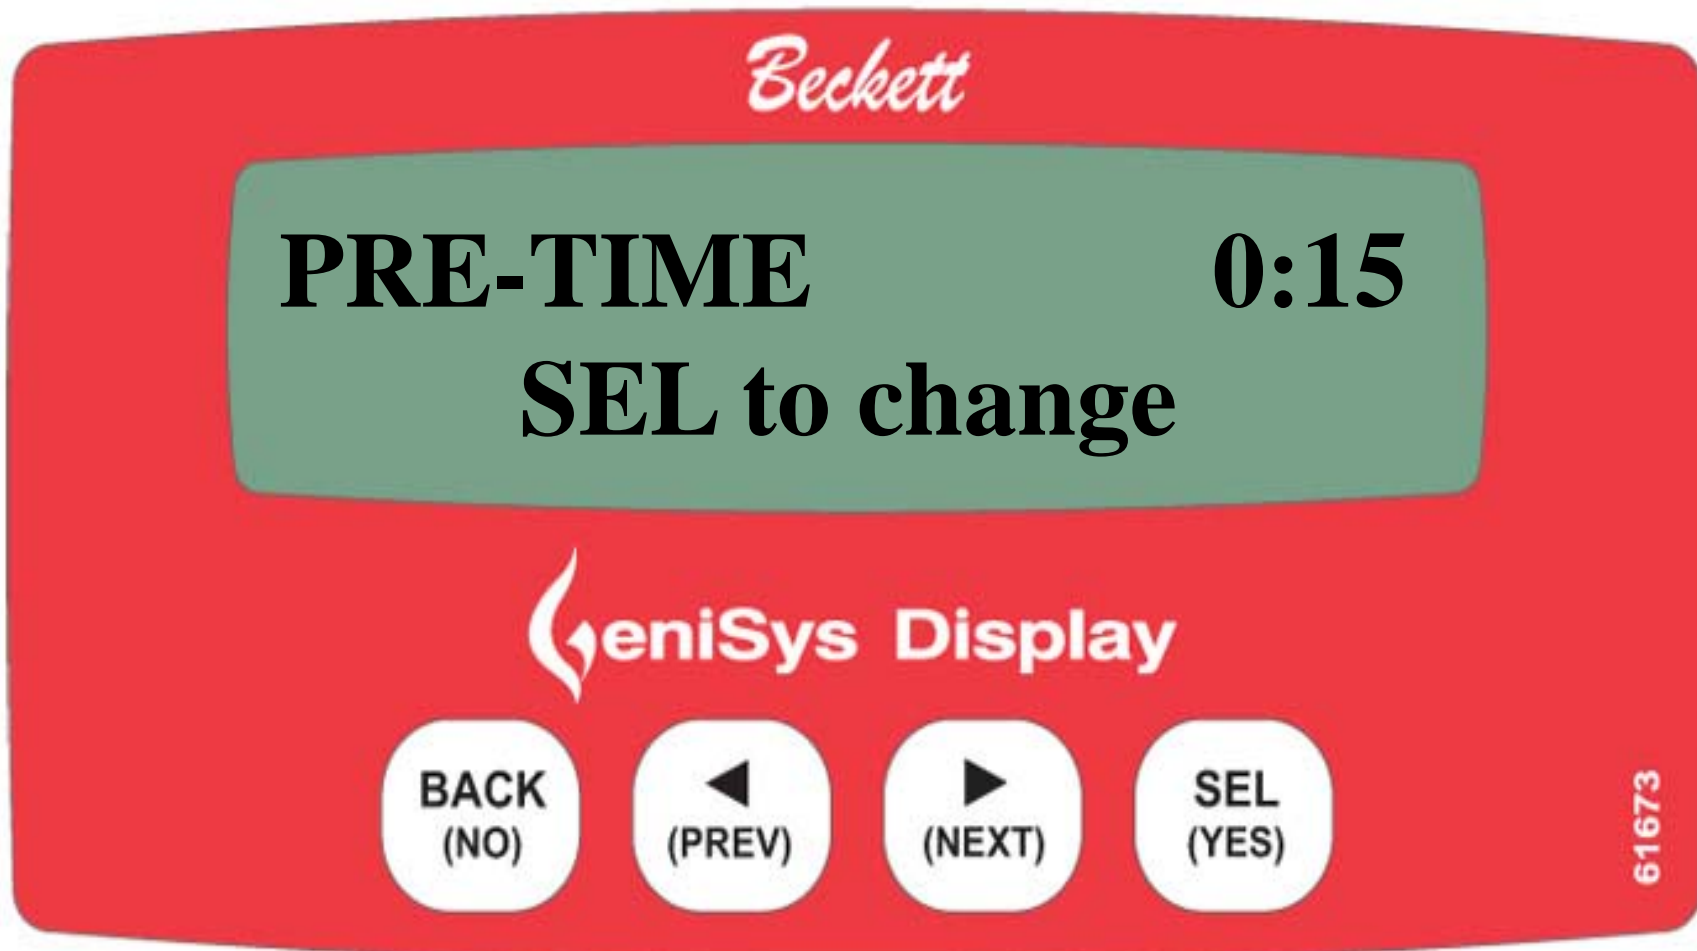 Beckett
PRE-TIME 0:15
SEL to change
GeniSys Display
BACK
(NO)
◀
(PREV)
▶
(NEXT)
SEL
(YES)
61673